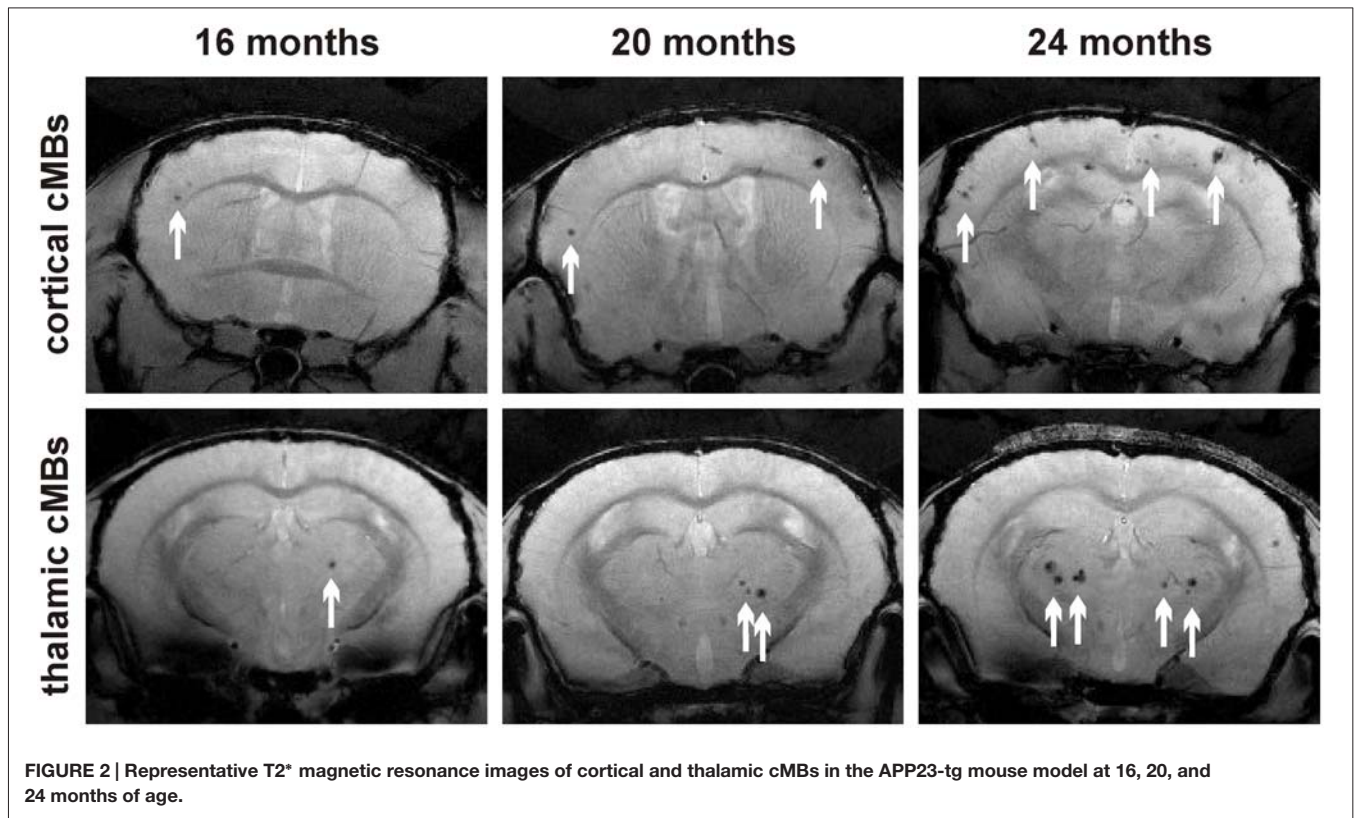 16 months
20 months
24 months
cortical cMBs
thalamic cMBs
FIGURE 2 | Representative T2* magnetic resonance images of cortical and thalamic cMBs in the APP23-tg mouse model at 16, 20, and
24 months of age.